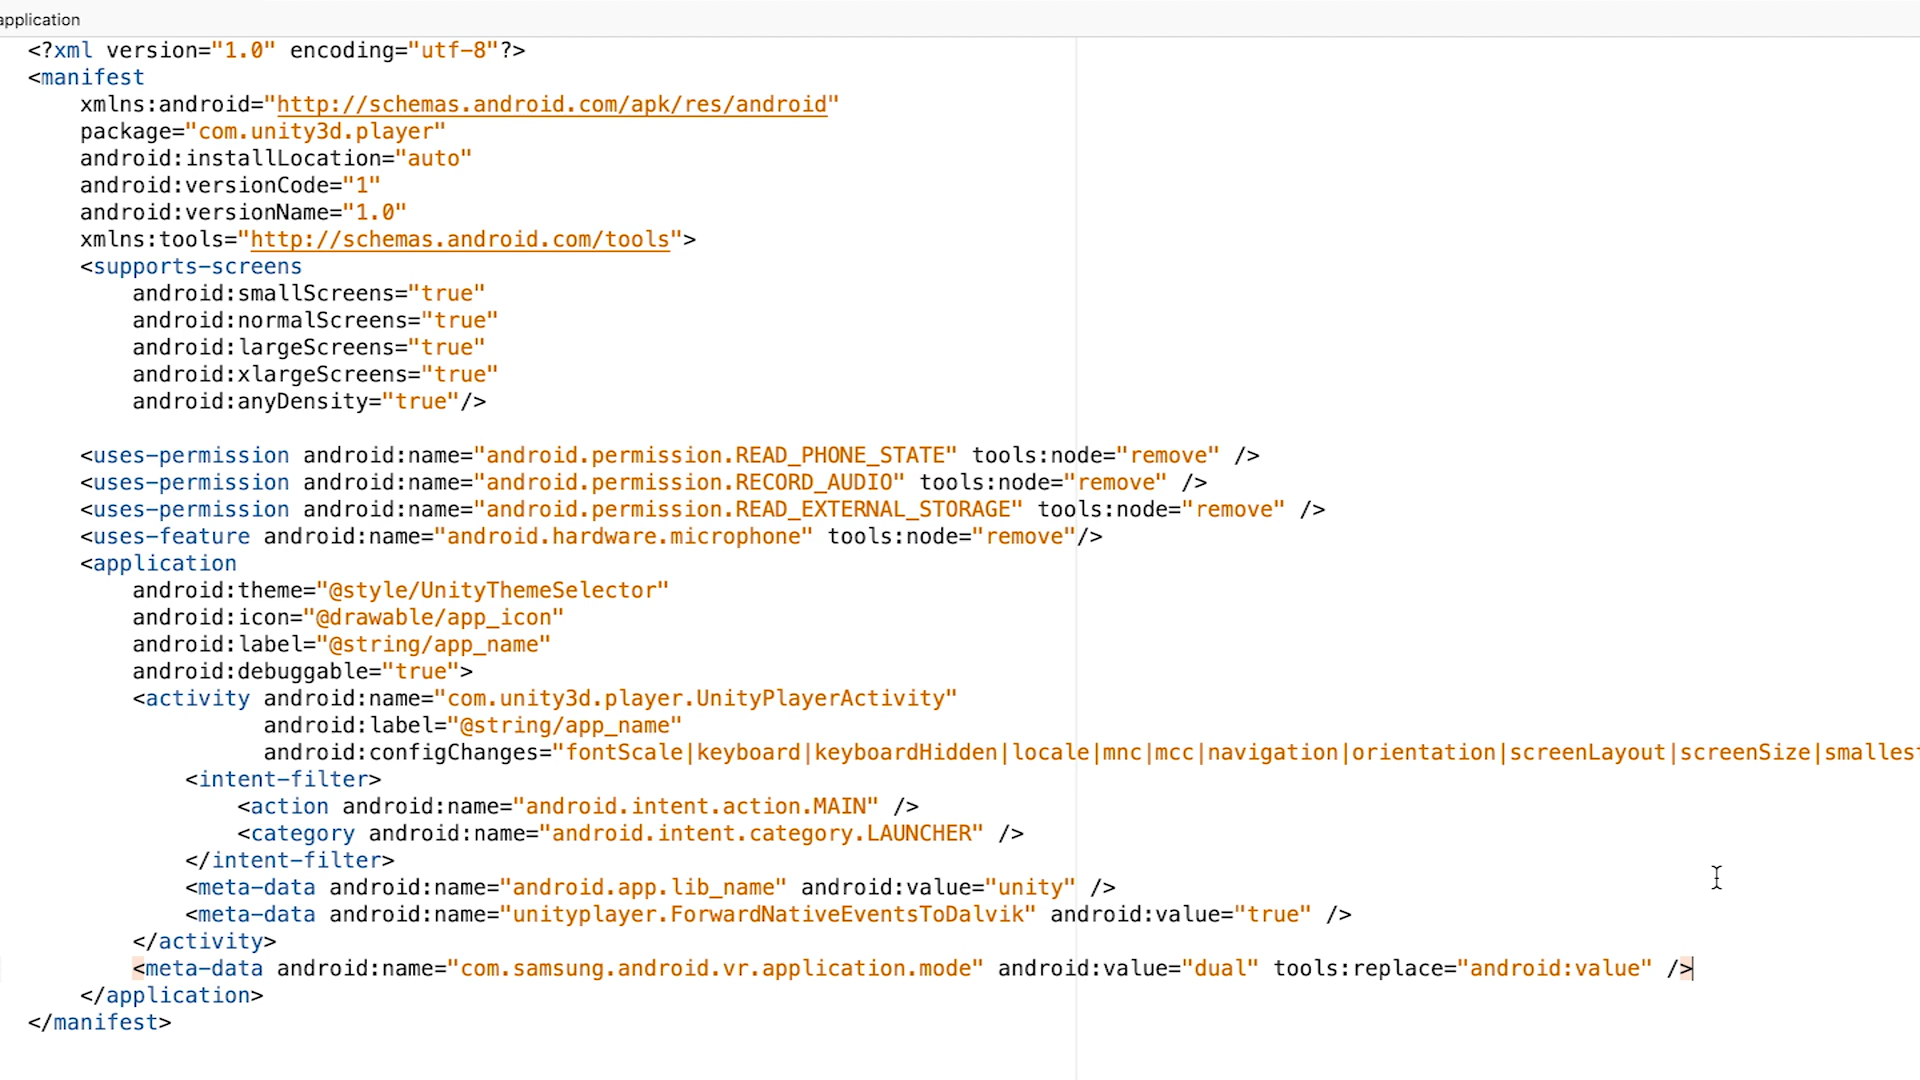 application
<?xml version="1.0" encoding="utf-8"?>
<manifest
xmlns:android="http://schemas.android.com/apk/res/android"
package="com.unity3d.player"
android:installLocation="auto"
android:versionCode="1"
android:versionName="1.0"
xmlns:tools="http://schemas.android.com/tools">
<supports-screens
android:smallScreens="true"
android:normalScreens="true"
android:largeScreens="true"
android:xlargeScreens="true"
android:anyDensity="true"/>
<uses-permission android:name="android.permission.READ_PHONE_STATE" tools:node="remove" />
<uses-permission android:name="android.permission.RECORD_AUDIO" tools:node="remove" />
<uses-permission android:name="android.permission.READ_EXTERNAL_STORAGE" tools:node="remove" />
<uses-feature android:name="android.hardware.microphone" tools:node="remove"/>
<application
android:theme="@style/UnityThemeSelector"
android:icon="@drawable/app_icon"
android:label="@string/app_name"
android:debuggable="true">
<activity android:name="com.unity3d.player.UnityPlayerActivity"
android:label="@string/app_name"
android:configChanges="fontScale|keyboard|keyboardHidden|locale|mnc|mcc|navigation|orientation|screenLayout|screenSize|smallest
<intent-filter>
<action android:name="android.intent.action.MAIN" />
<category android:name="android.intent.category.LAUNCHER" />
</intent-filter>
<meta-data android:name="android.app.lib_name" android:value="unity" />
<meta-data android:name="unityplayer.ForwardNativeEventsToDalvik" android:value="true" />
</activity>
<meta-data android:name="com.samsung.android.vr.application.mode" android:value="dual" tools:replace="android:value" />
</application>
</manifest>